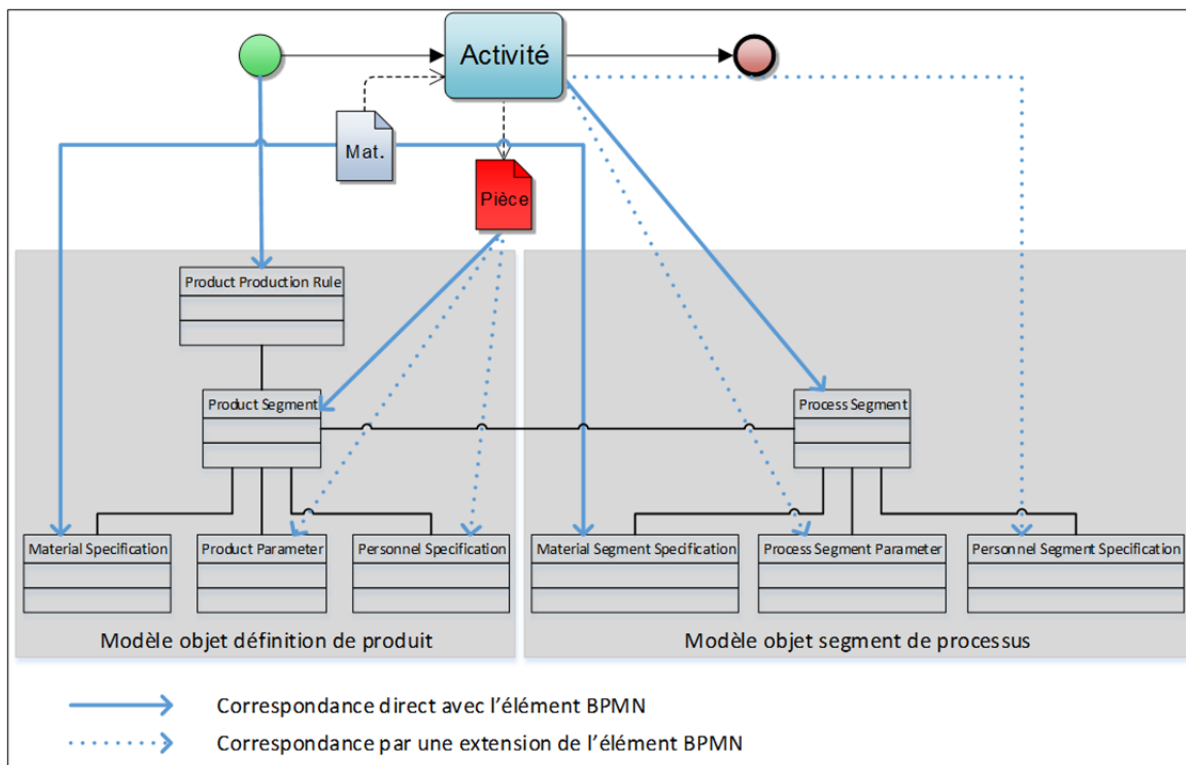 Activité
Mat.
Pièce
Product Production Rule
Product Segment
Process Segment
Material Specification
Product Parameter
Personnel Specification
Material Segment Specification
Process Segment Parameter
Personnel Segment Specification
Modèle objet définition de produit
Modèle objet segment de processus
Correspondance direct avec l'élément BPMN
Correspondance par une extension de l'élément BPMN